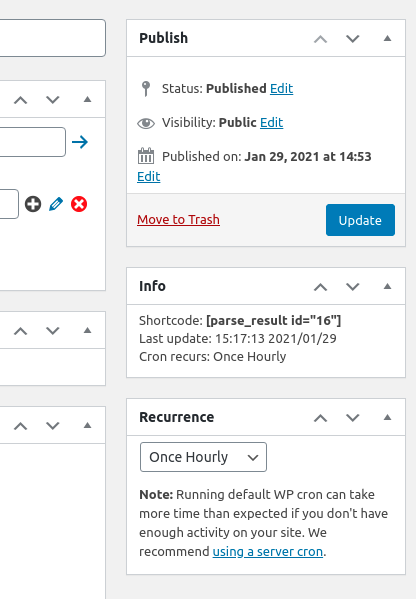 Publish
Status: Published Edit
Visibility: Public Edit
Published on: Jan 29, 2021 at 14:53
Edit
Move to Trash
Update
Info
Shortcode: [parse_result id="16"]
Last update: 15:17:13 2021/01/29
Cron recurs: Once Hourly
Recurrence
Once Hourly
Note: Running default WP cron can take
more time than expected if you don't have
enough activity on your site. We
recommend using a server cron.